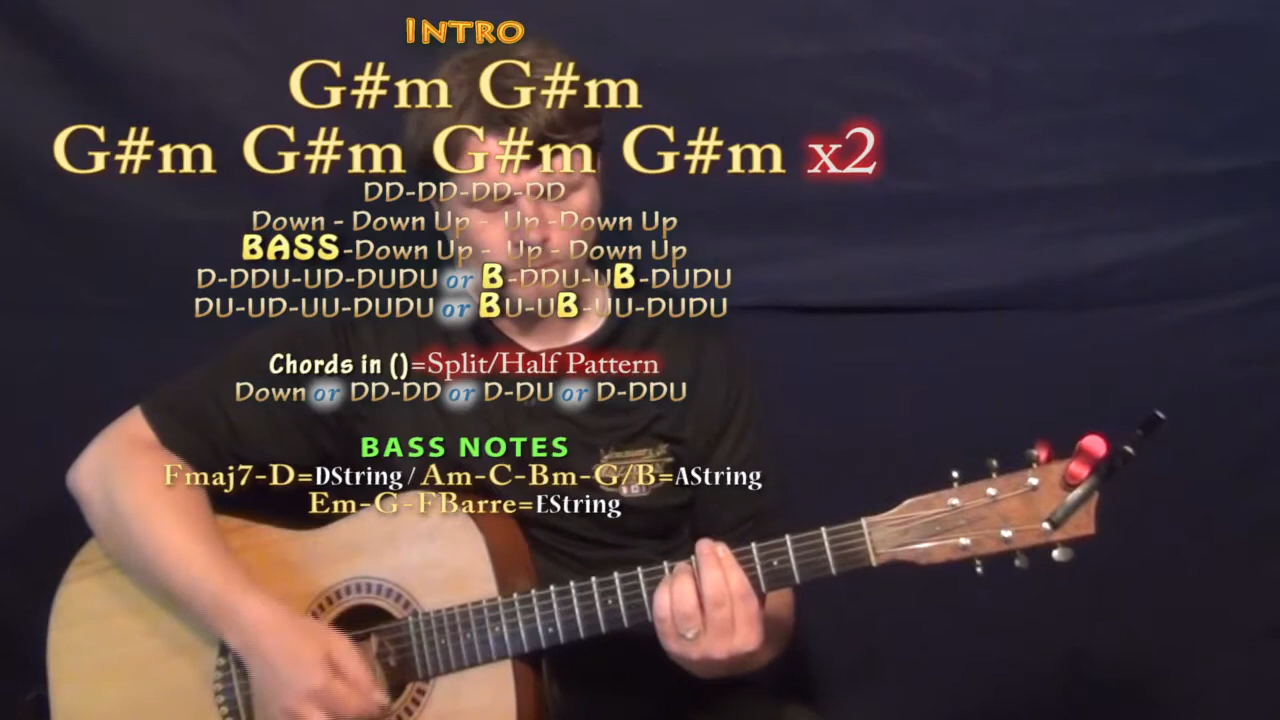 Intro
G#m G#m
G#m G#m G#m G#m x2
DD-DD-DD-DD
Down - Down Up - Up -Down Up
BASS-Down Up - Up - Down Up
D-DDU-UD-DUDU or B-DDU-UB-DUDU
DU-UD-UU-DUDU or BU-UB-UU-DUDU
Chords in ()=Split/Half Pattern
Down or DD-DD or D-DU or D-DDU
BASS NOTES
Fmaj7-D=DString / Am-C-Bm-G/B=AString
Em-G-FBarre=EString